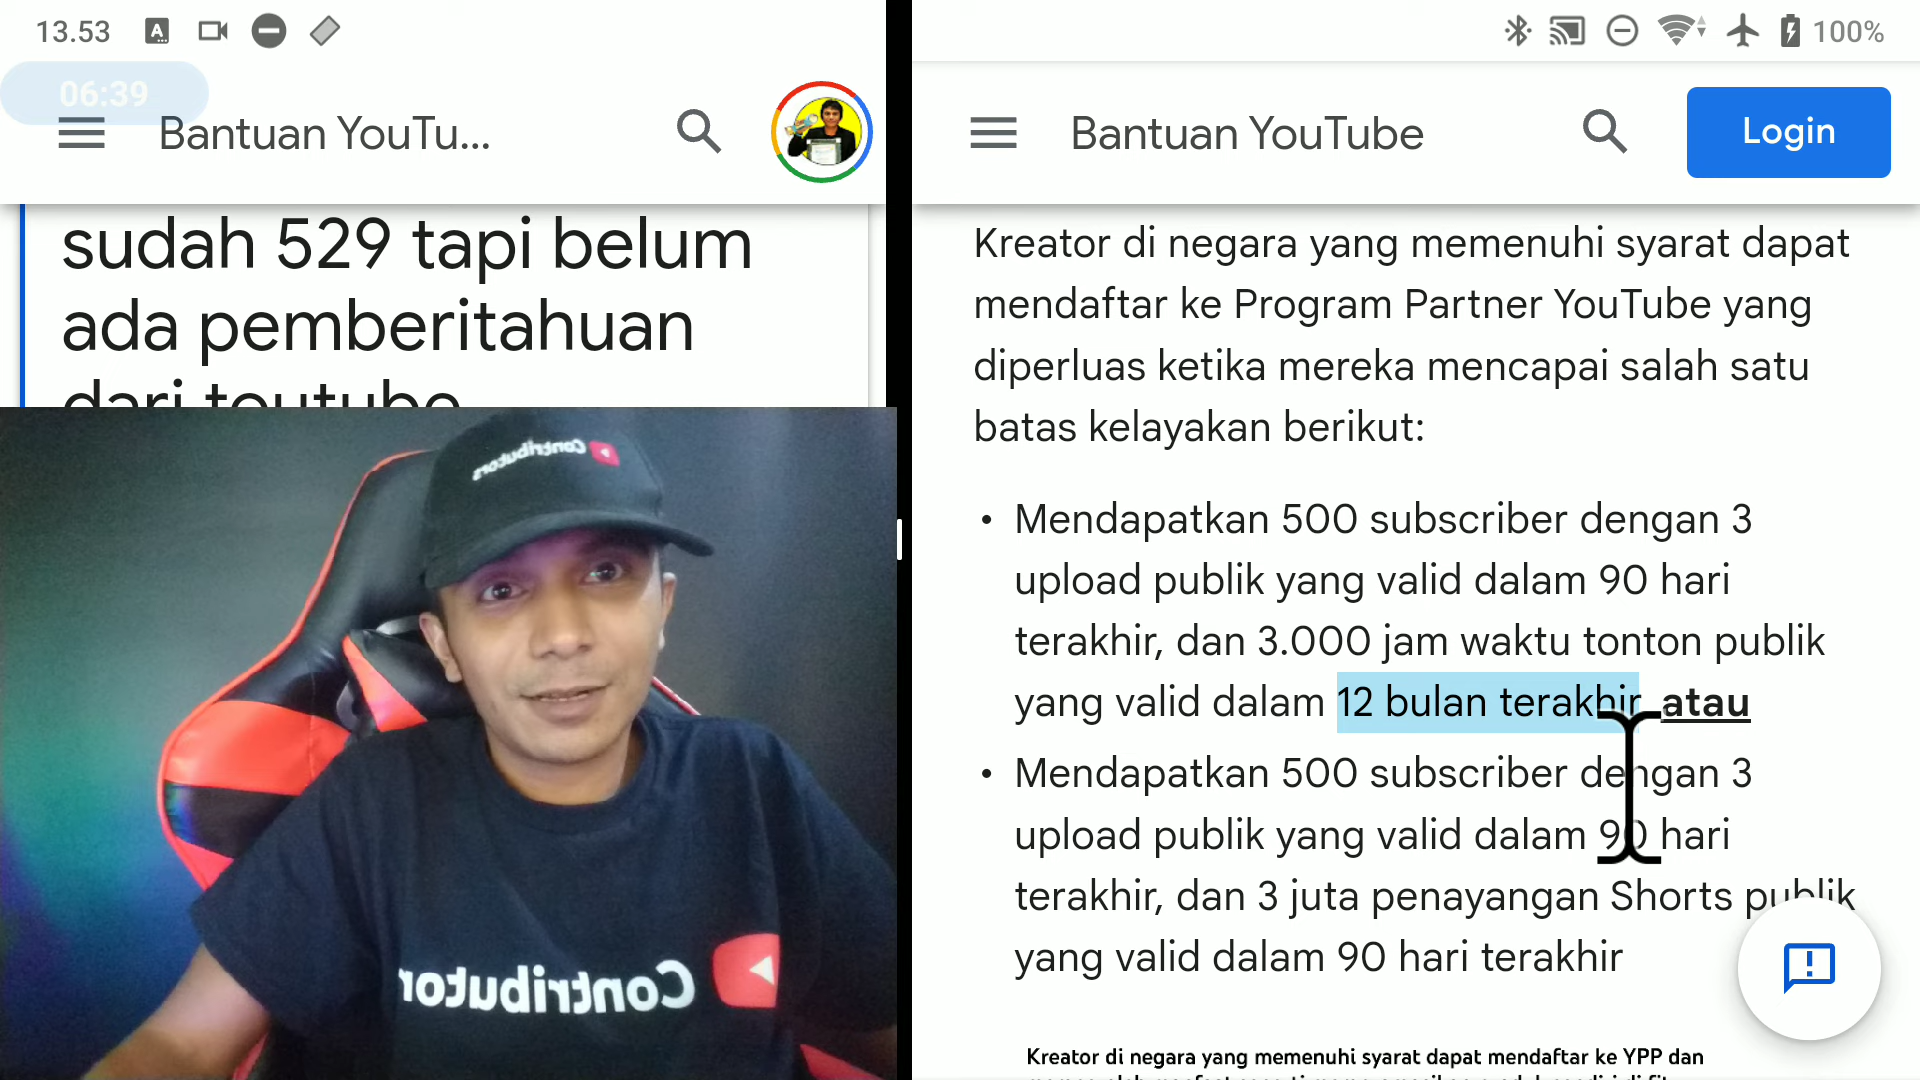 13.53
100%
06:39
Bantuan YouTu...
sudah 529 tapi belum
ada pemberitahuan
dari toutube
Contributors
Contributor
Bantuan YouTube
Login
Kreator di negara yang memenuhi syarat dapat
mendaftar ke Program Partner YouTube yang
diperluas ketika mereka mencapai salah satu
batas kelayakan berikut:
• Mendapatkan 500 subscriber dengan 3
upload publik yang valid dalam 90 hari
terakhir, dan 3.000 jam waktu tonton publik
yang valid dalam 12 bulan terakhir atau
• Mendapatkan 500 subscriber dengan 3
upload publik yang valid dalam 90 hari
terakhir, dan 3 juta penayangan Shorts publik
yang valid dalam 90 hari terakhir
Kreator di negara yang memenuhi syarat dapat mendaftar ke YPP dan